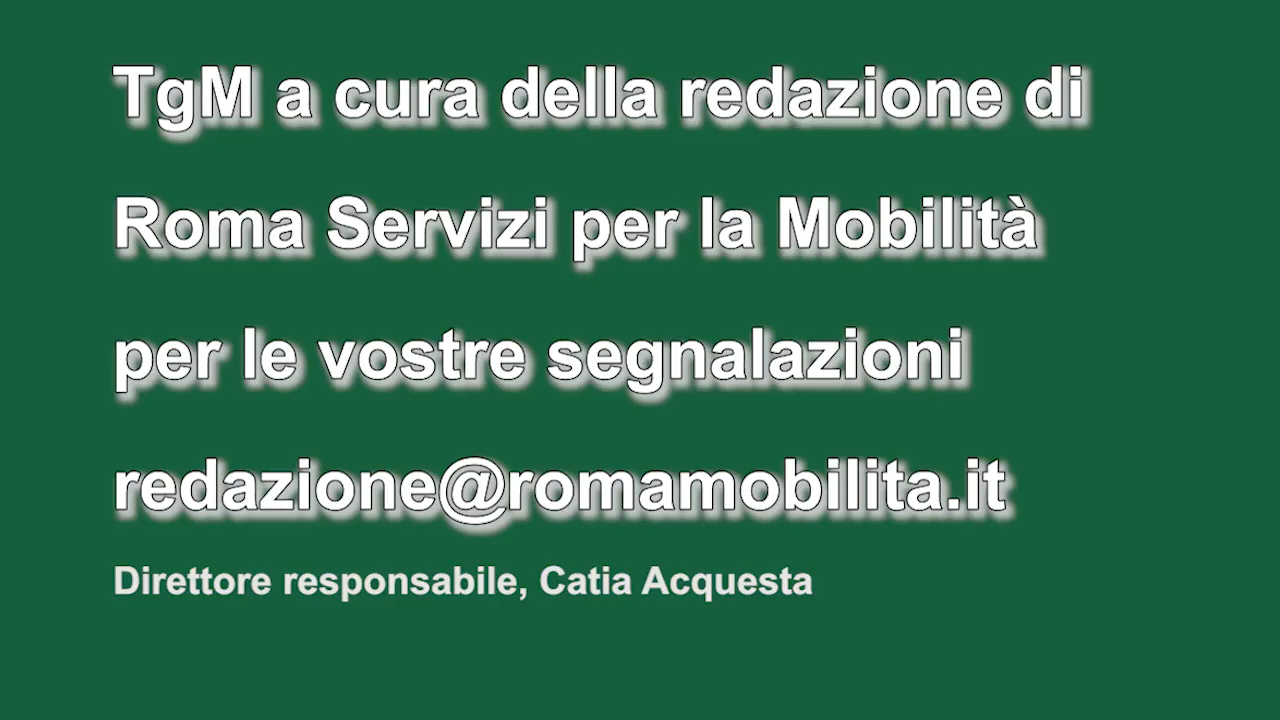 TgM a cura della redazione di
Roma Servizi per la Mobilità
per le vostre segnalazioni
redazione@romamobilita.it
Direttore responsabile, Catia Acquesta